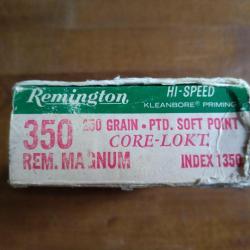 Remington
HI-SPEED
KLEANBORE PRIMING
350 250 GRAIN • PTD. SOFT POINT
CORE-LOKT
REM. MAGNUM INDEX 1350